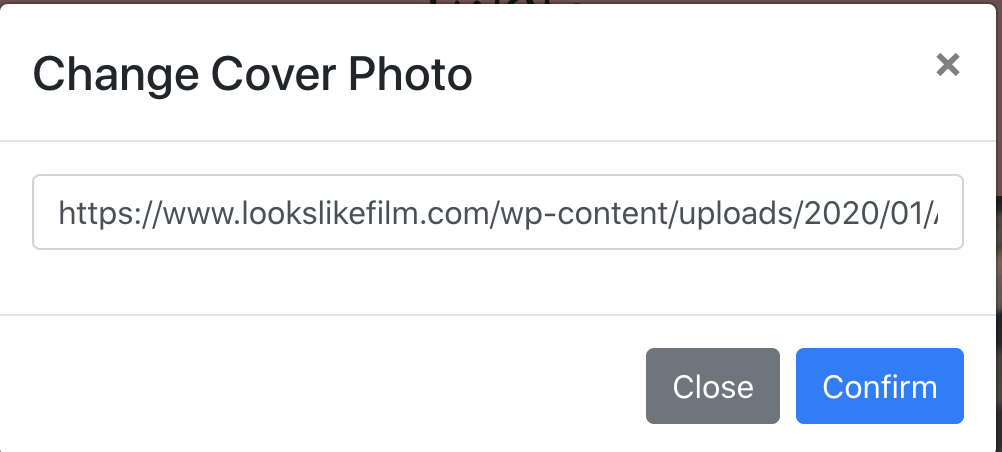 Change Cover Photo
×
https://www.lookslikefilm.com/wp-content/uploads/2020/01/
Close
Confirm